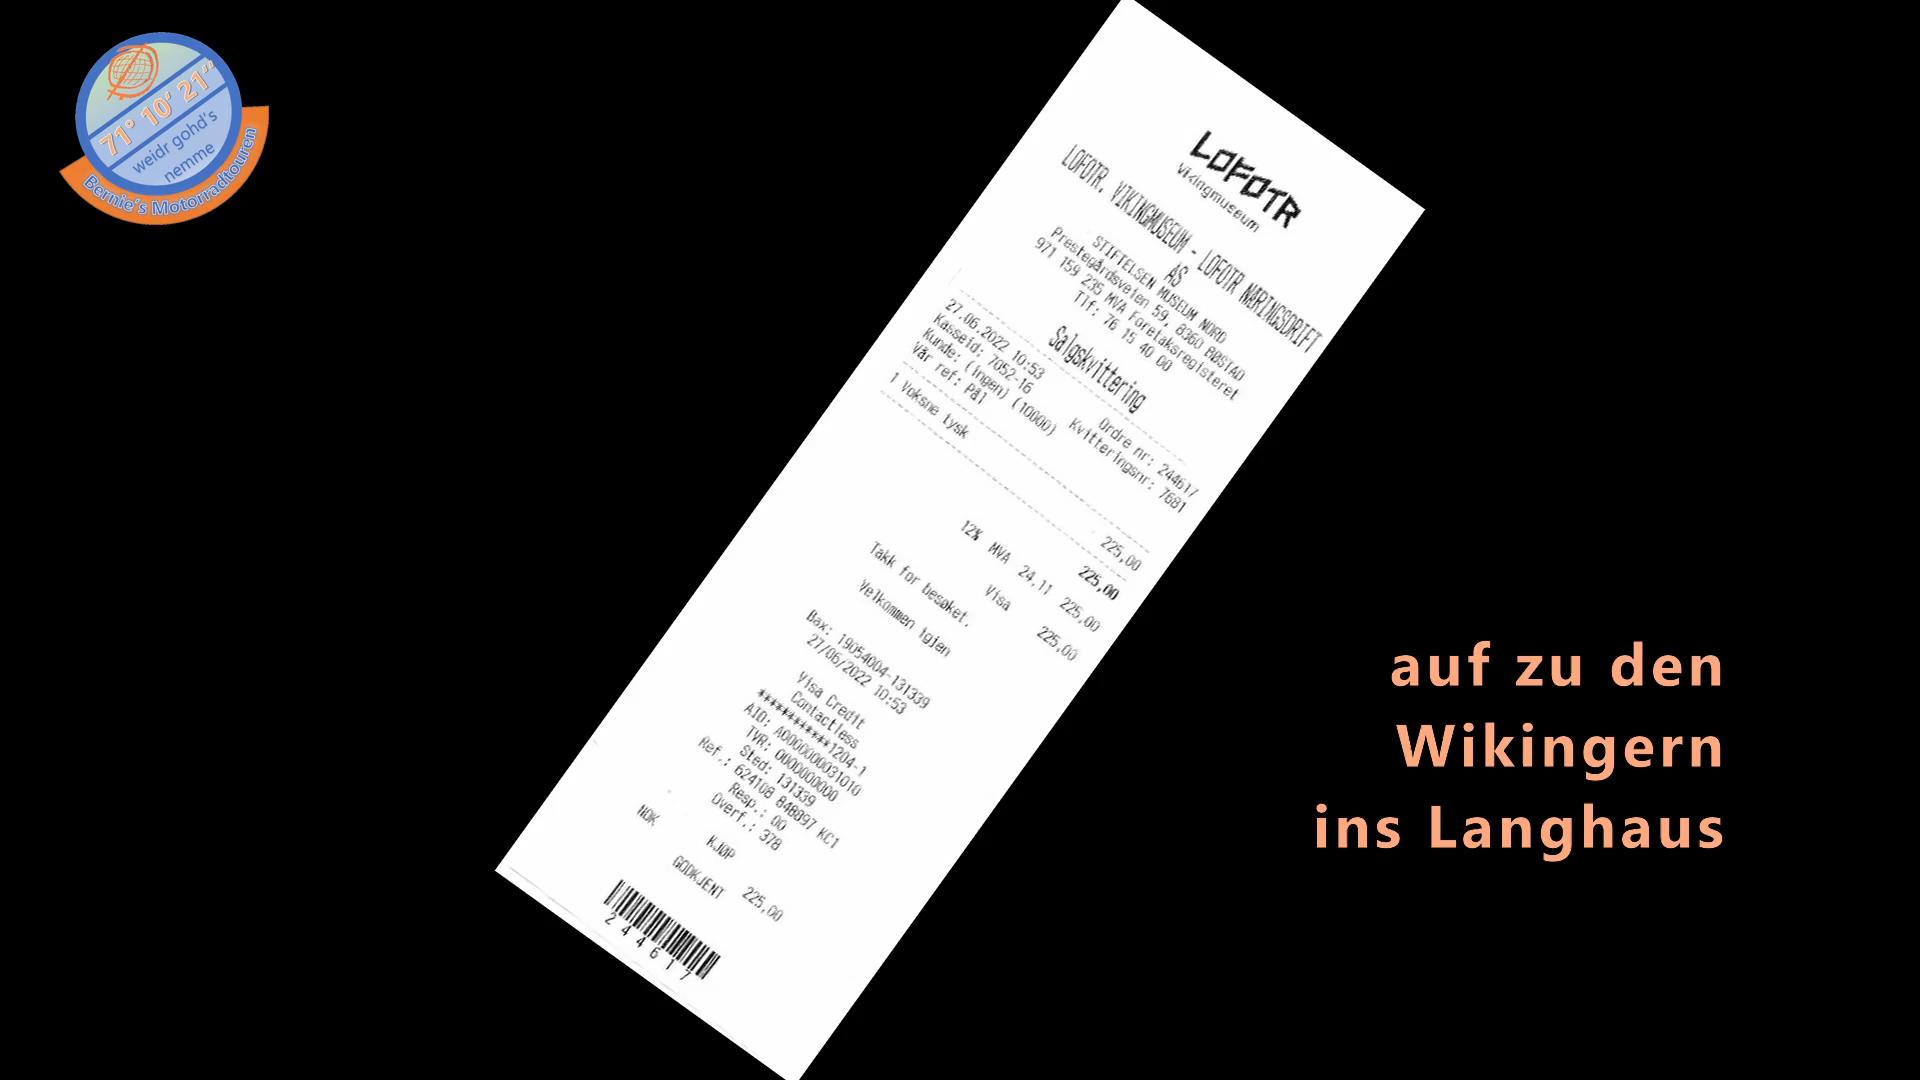 71° 10' 21"
weidr gohd's
nemme
Bernie's Motorradtouren
LOFOTR
Vikingmuseum
LOFOTR, VIKINGMUSEUM - LOFOTR NÆRINGSDRIFT
AS
STIFTELSEN MUSEUM NORD
Prestegårdsveien 59, 8360 BØSTAD
971 159 235 MVA Foretaksregisteret
Tlf: 76 15 40 00
Salgskvittering
27.06.2022 10:53
Ordre nr: 244617
Kasseid: 7052-16
Kvitteringsnr: 7681
Kunde: (ingen) (10000)
Vår ref: Pål
1 Voksne tysk 225,00
225,00
12% MVA 24,11 225,00
Visa 225,00
Takk for besøket.
Velkommen igjen
Bax: 19054004-131339
27/06/2022 10:53
Visa Credit
Contactless
************1204-1
AID: A0000000031010
TVR: 0000000000
Sted: 131339
Ref.: 624108 848897 KC1
Resp.: 00
Overf.: 378
KJØP
NOK 225,00
GODKJENT
244617
auf zu den
Wikingern
ins Langhaus